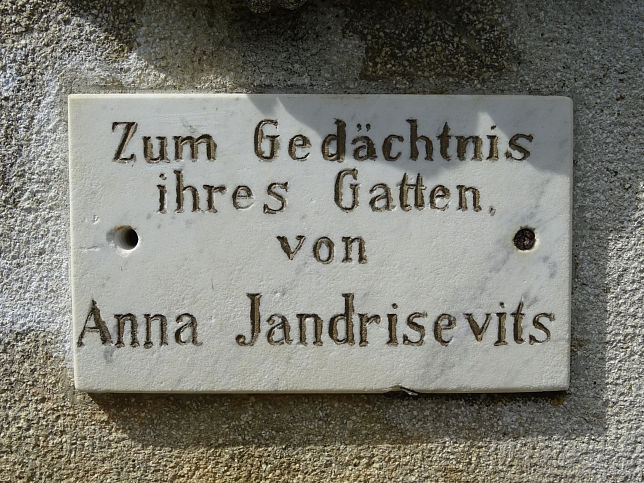 Zum Gedächtnis
ihres Gatten,
von
Anna Jandrisevits